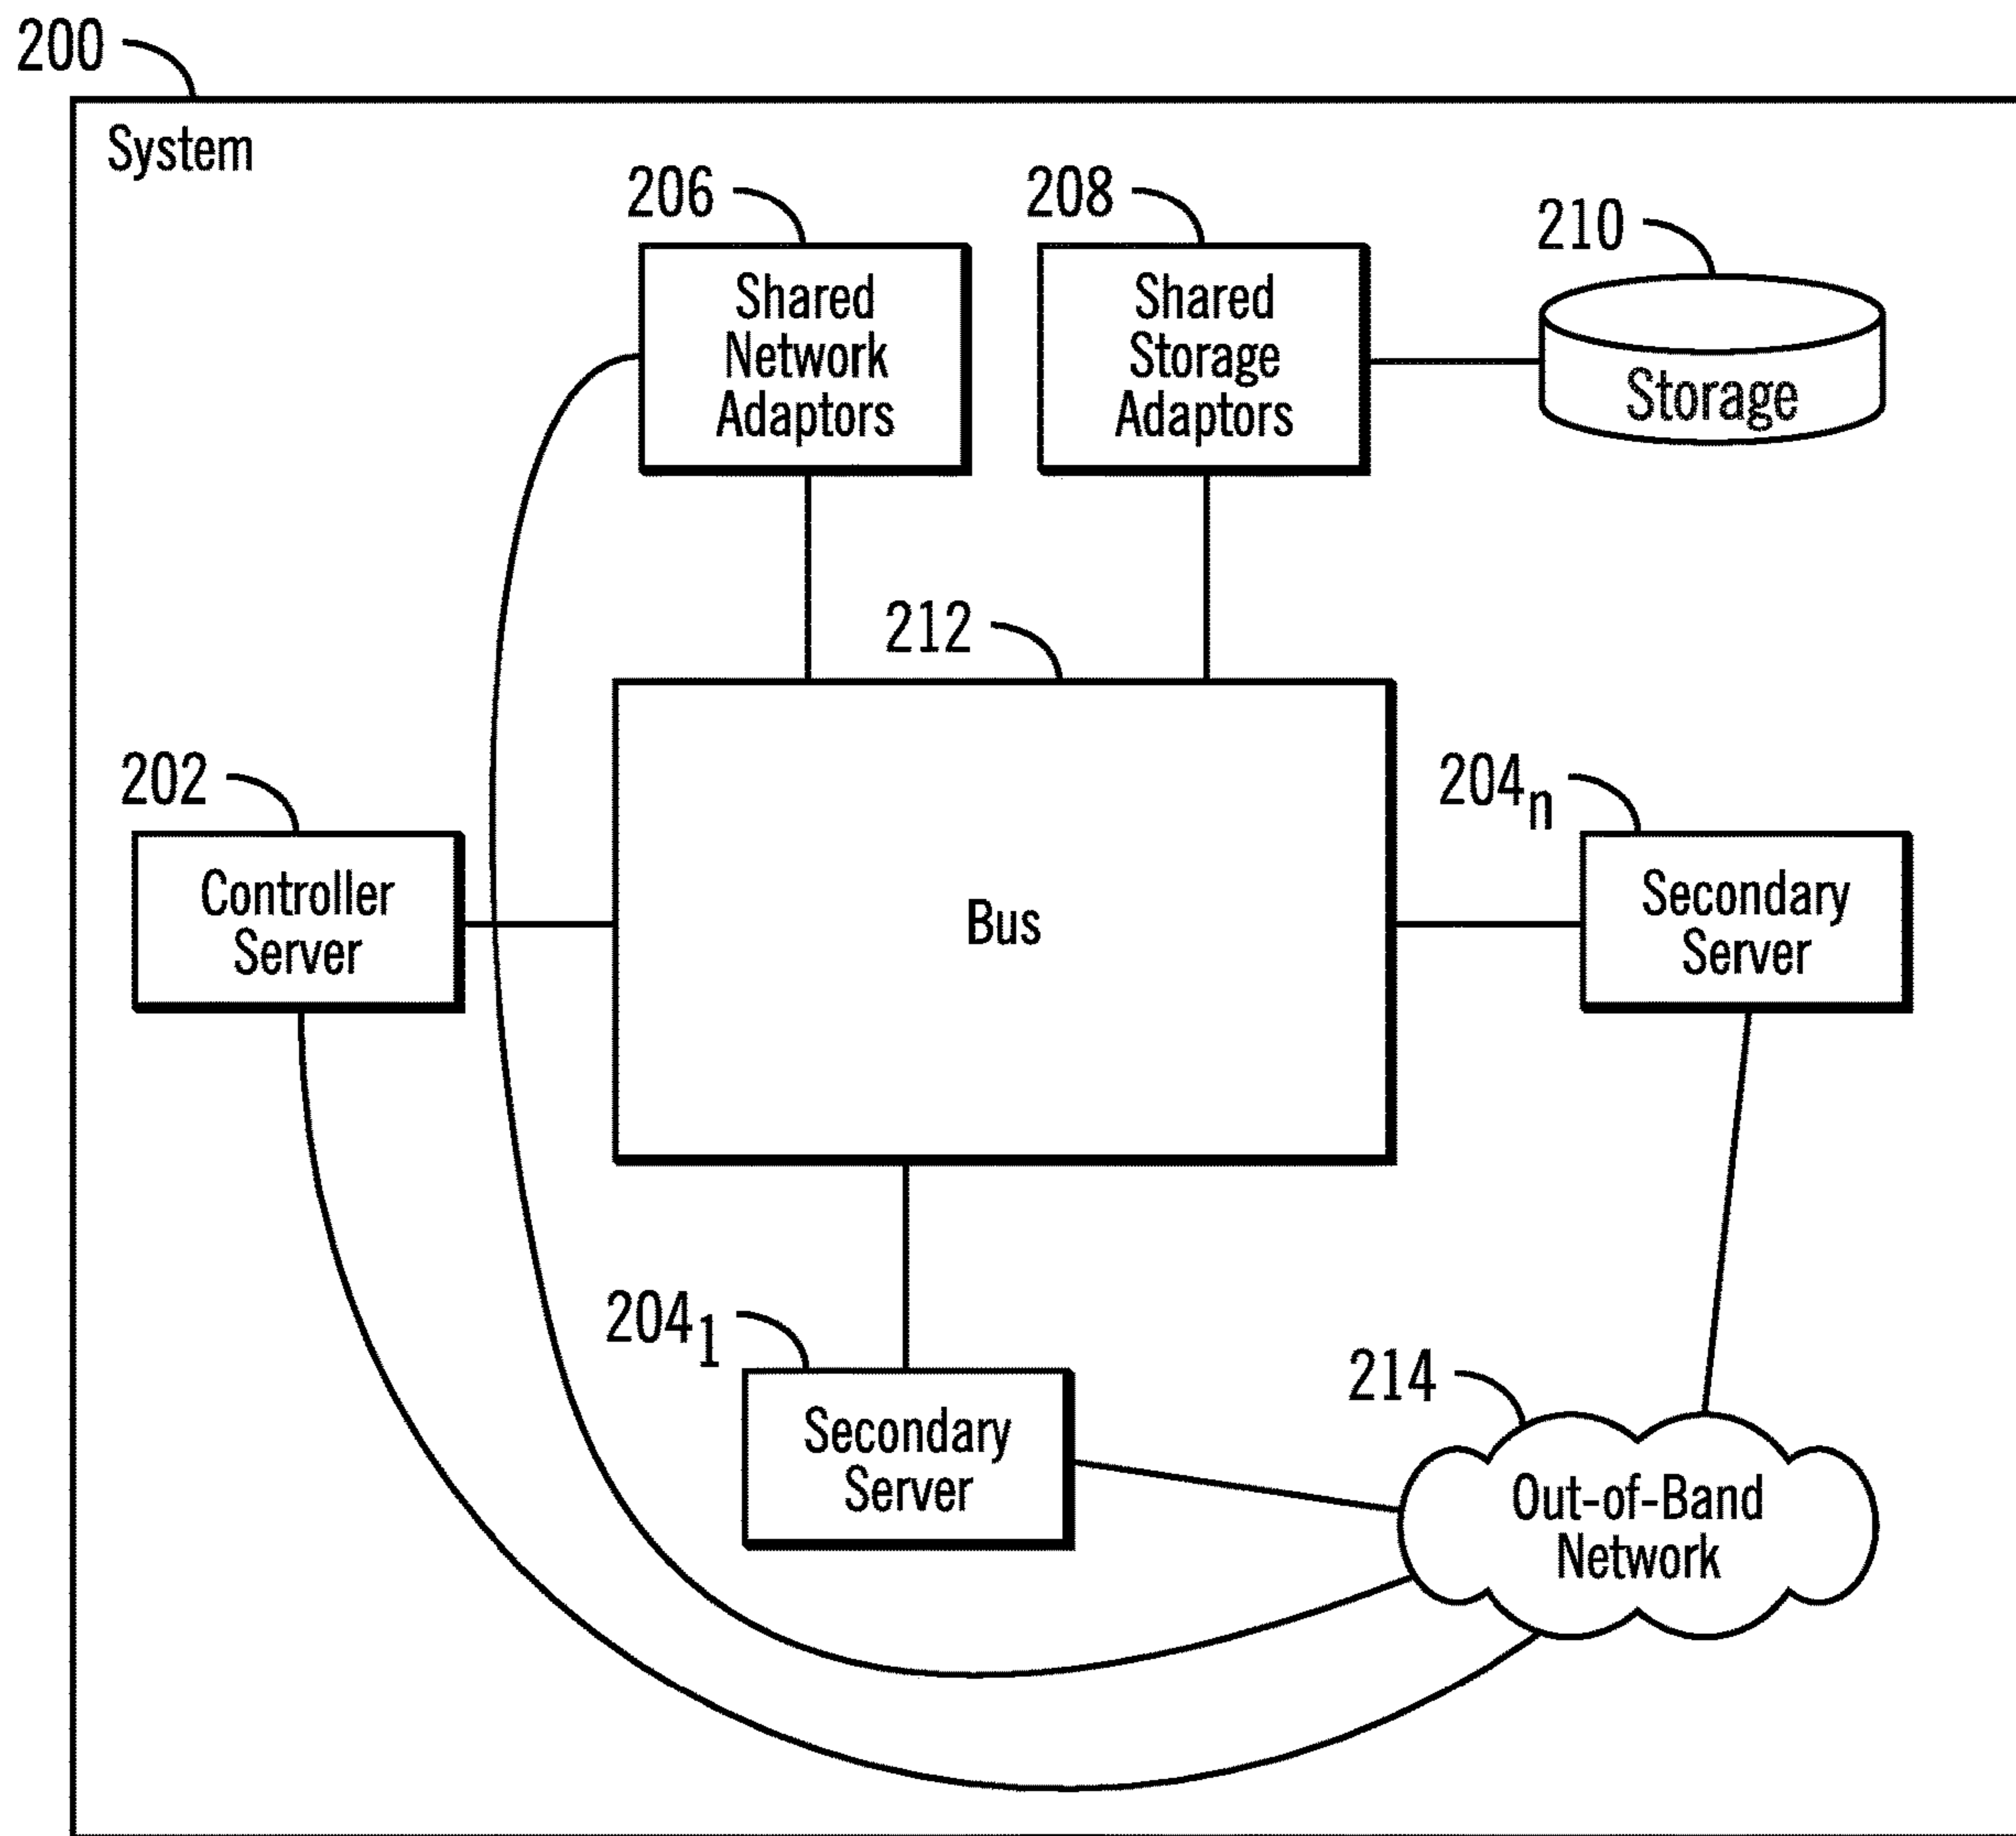 200
System
206
208
210
Shared
Network
Adaptors
Shared
Storage
Adaptors
Storage
212
202
204n
Controller
Server
Bus
Secondary
Server
2041
214
Secondary
Server
Out-of-Band
Network